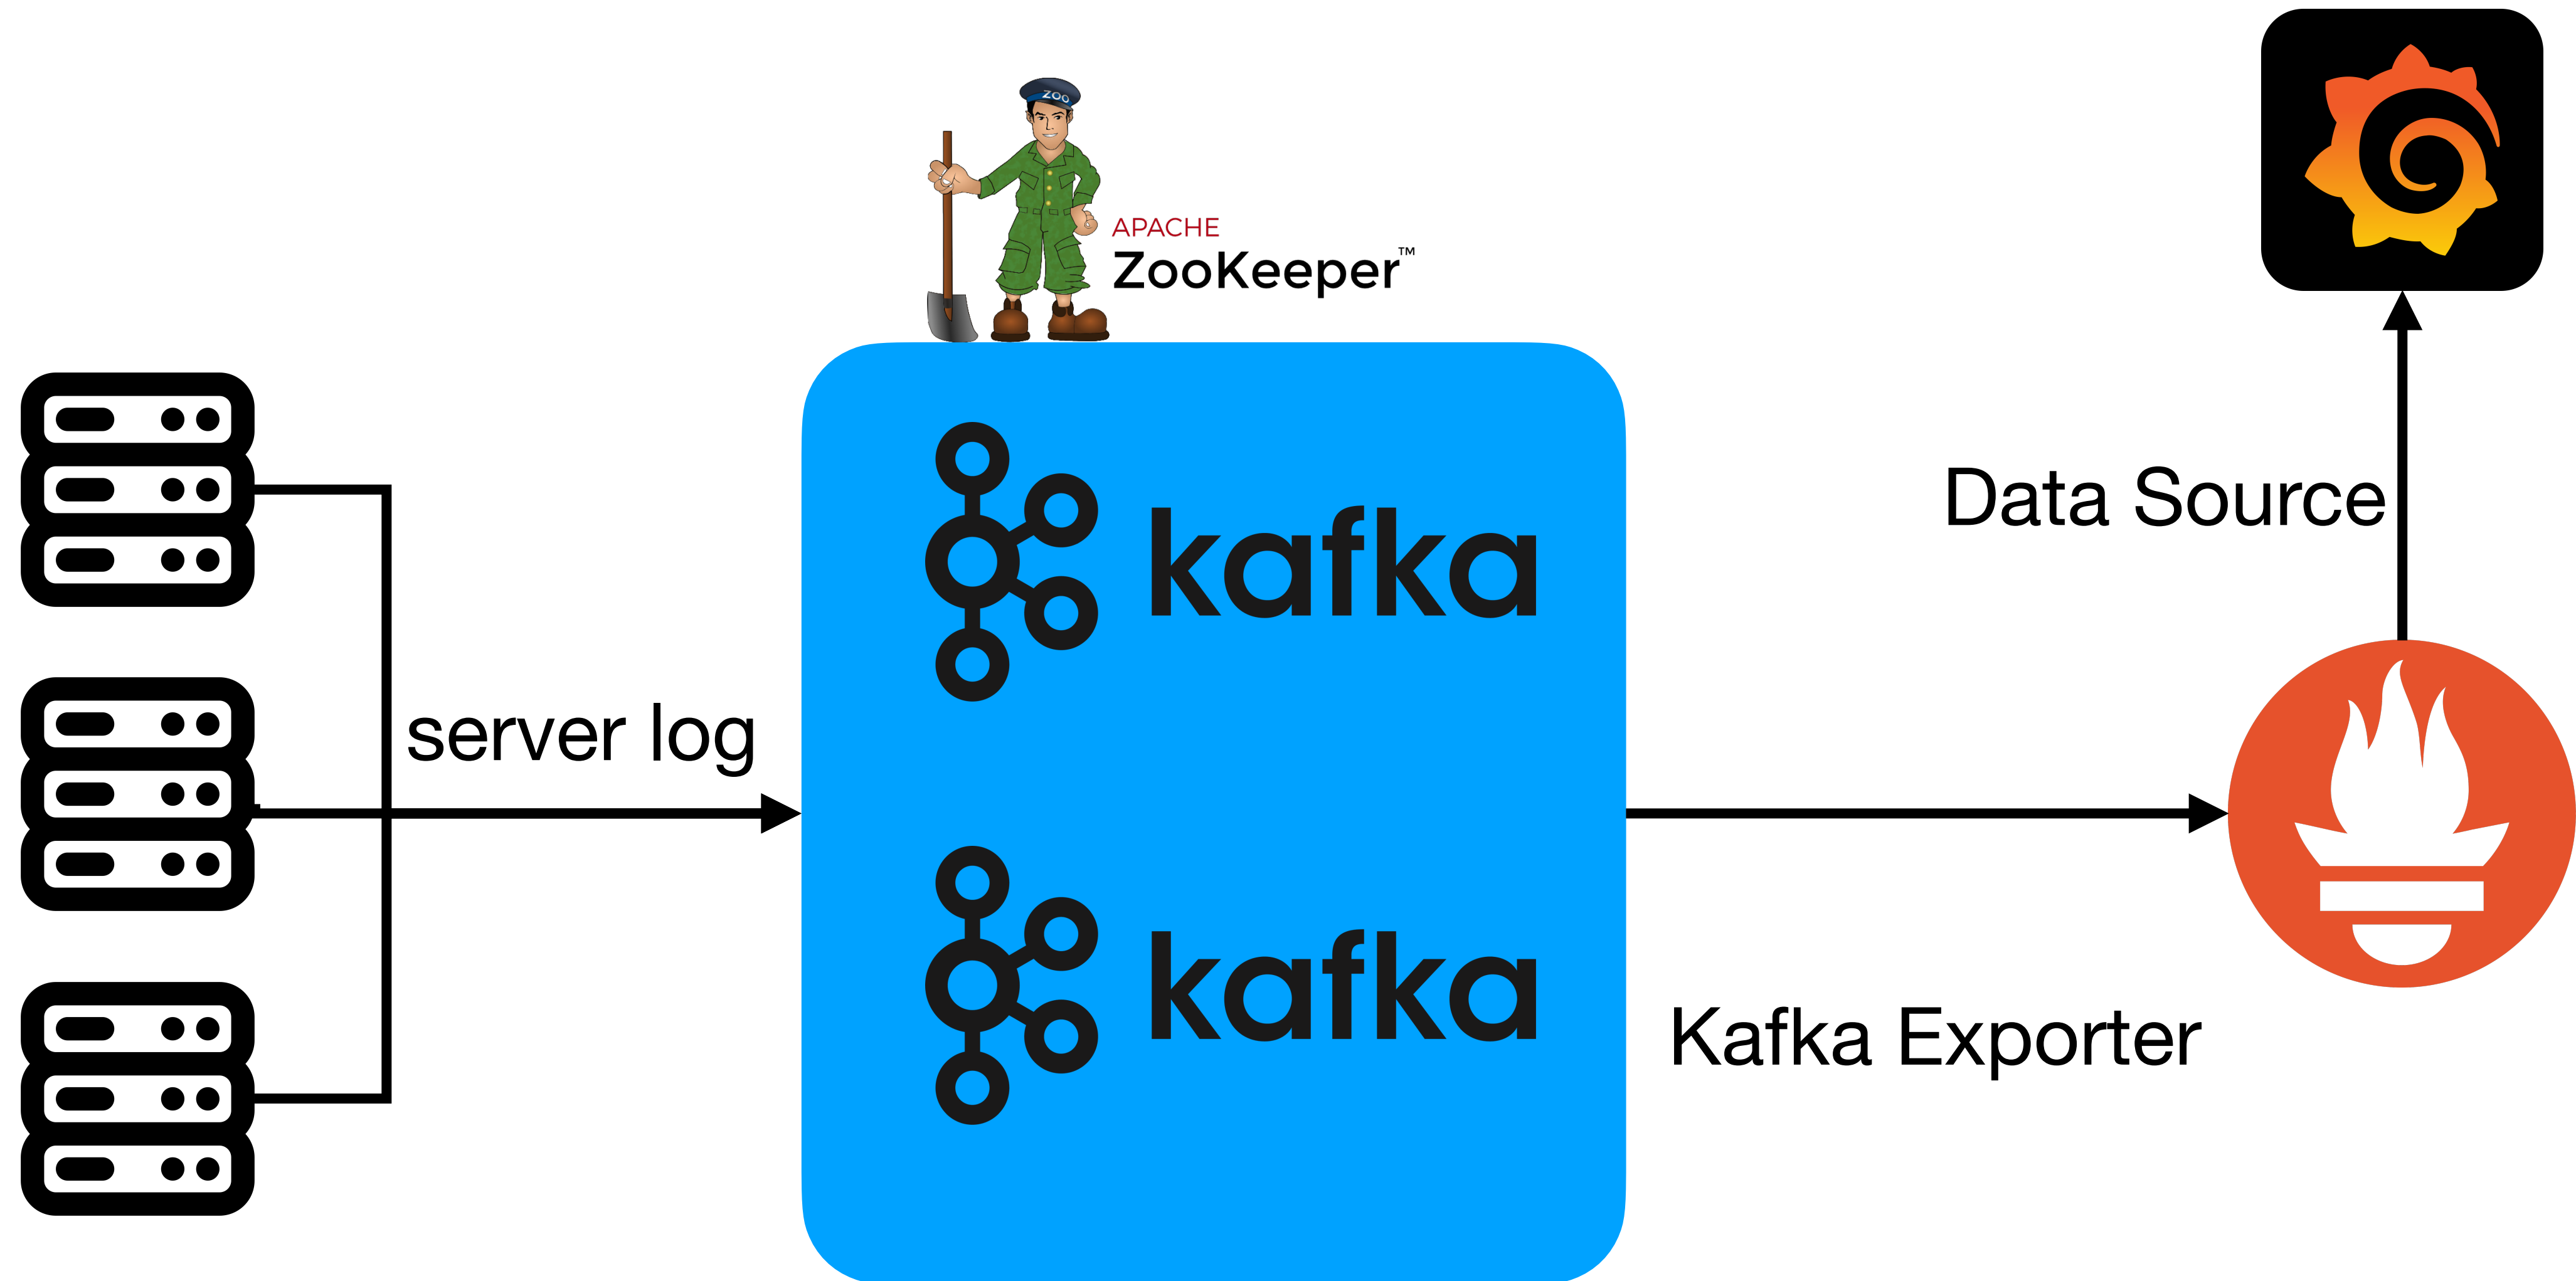 ZOO
APACHE
ZooKeeper™
kafka
server log
Data Source
kafka
Kafka Exporter